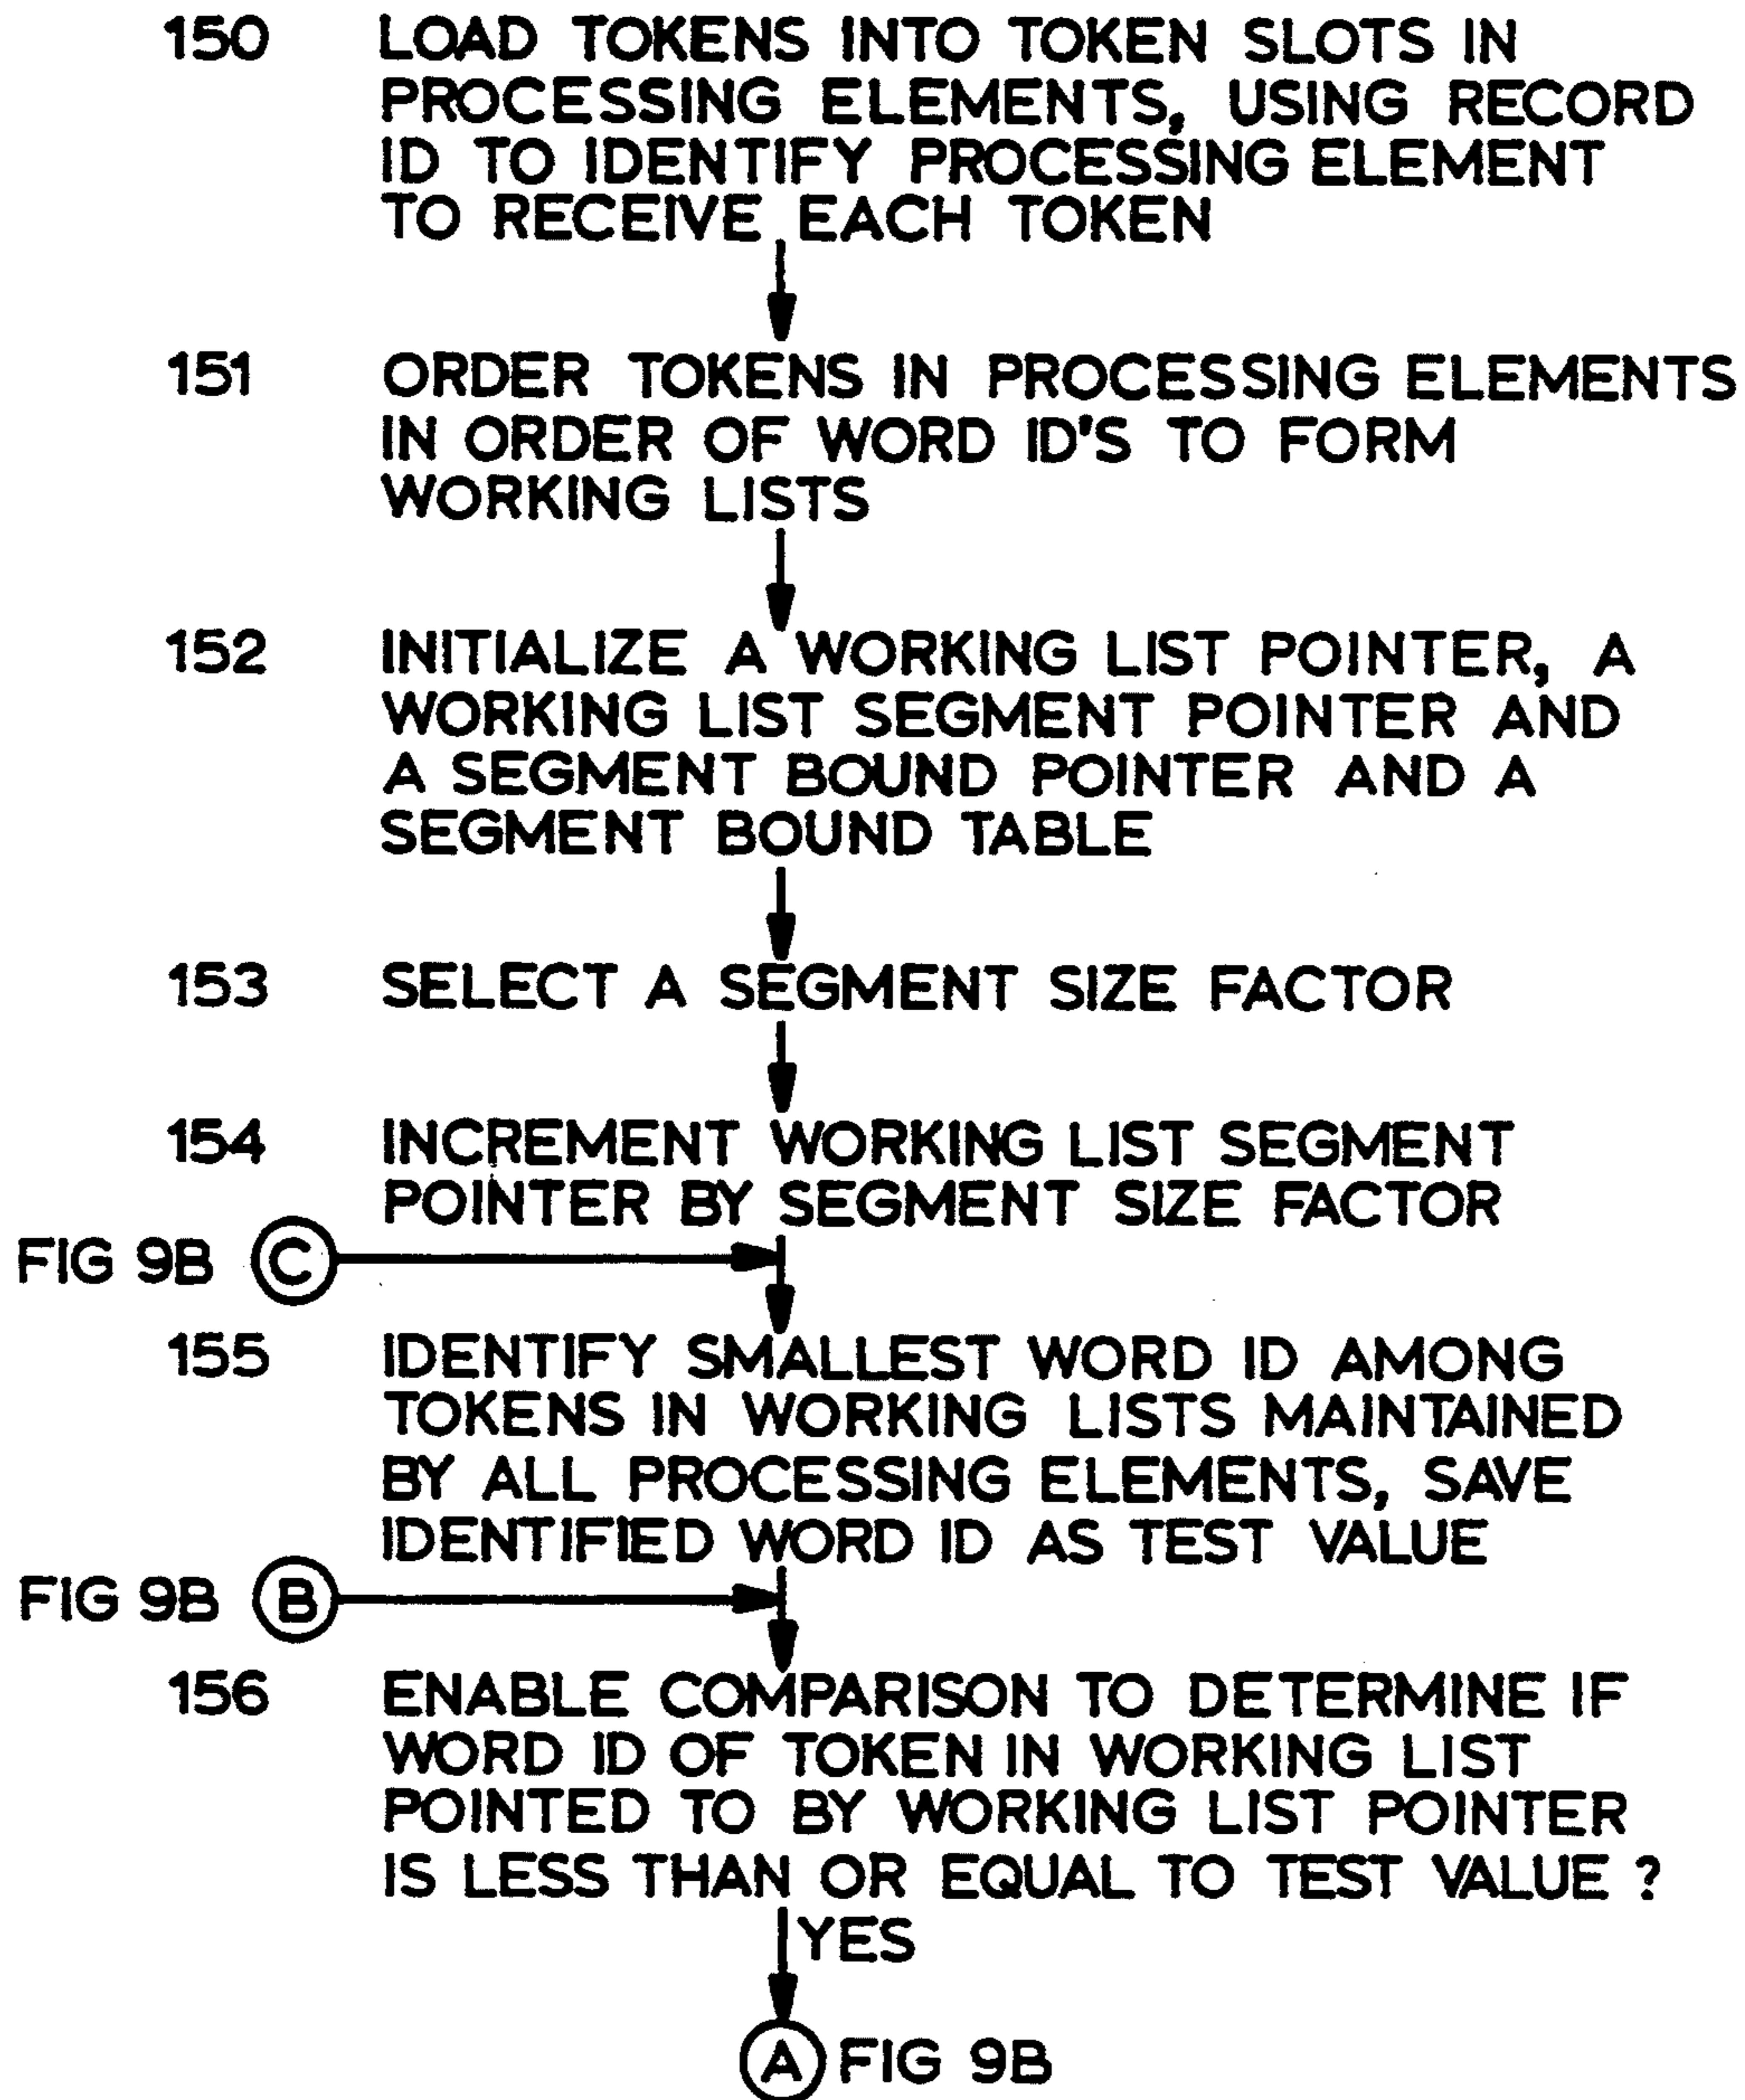 150 LOAD TOKENS INTO TOKEN SLOTS IN
PROCESSING ELEMENTS, USING RECORD
ID TO IDENTIFY PROCESSING ELEMENT
TO RECEIVE EACH TOKEN
151 ORDER TOKENS IN PROCESSING ELEMENTS
IN ORDER OF WORD ID'S TO FORM
WORKING LISTS
152 INITIALIZE A WORKING LIST POINTER, A
WORKING LIST SEGMENT POINTER AND
A SEGMENT BOUND POINTER AND A
SEGMENT BOUND TABLE
153 SELECT A SEGMENT SIZE FACTOR
154 INCREMENT WORKING LIST SEGMENT
POINTER BY SEGMENT SIZE FACTOR
FIG 9B C
155 IDENTIFY SMALLEST WORD ID AMONG
TOKENS IN WORKING LISTS MAINTAINED
BY ALL PROCESSING ELEMENTS, SAVE
IDENTIFIED WORD ID AS TEST VALUE
FIG 9B B
156 ENABLE COMPARISON TO DETERMINE IF
WORD ID OF TOKEN IN WORKING LIST
POINTED TO BY WORKING LIST POINTER
IS LESS THAN OR EQUAL TO TEST VALUE ?
YES
A FIG 9B